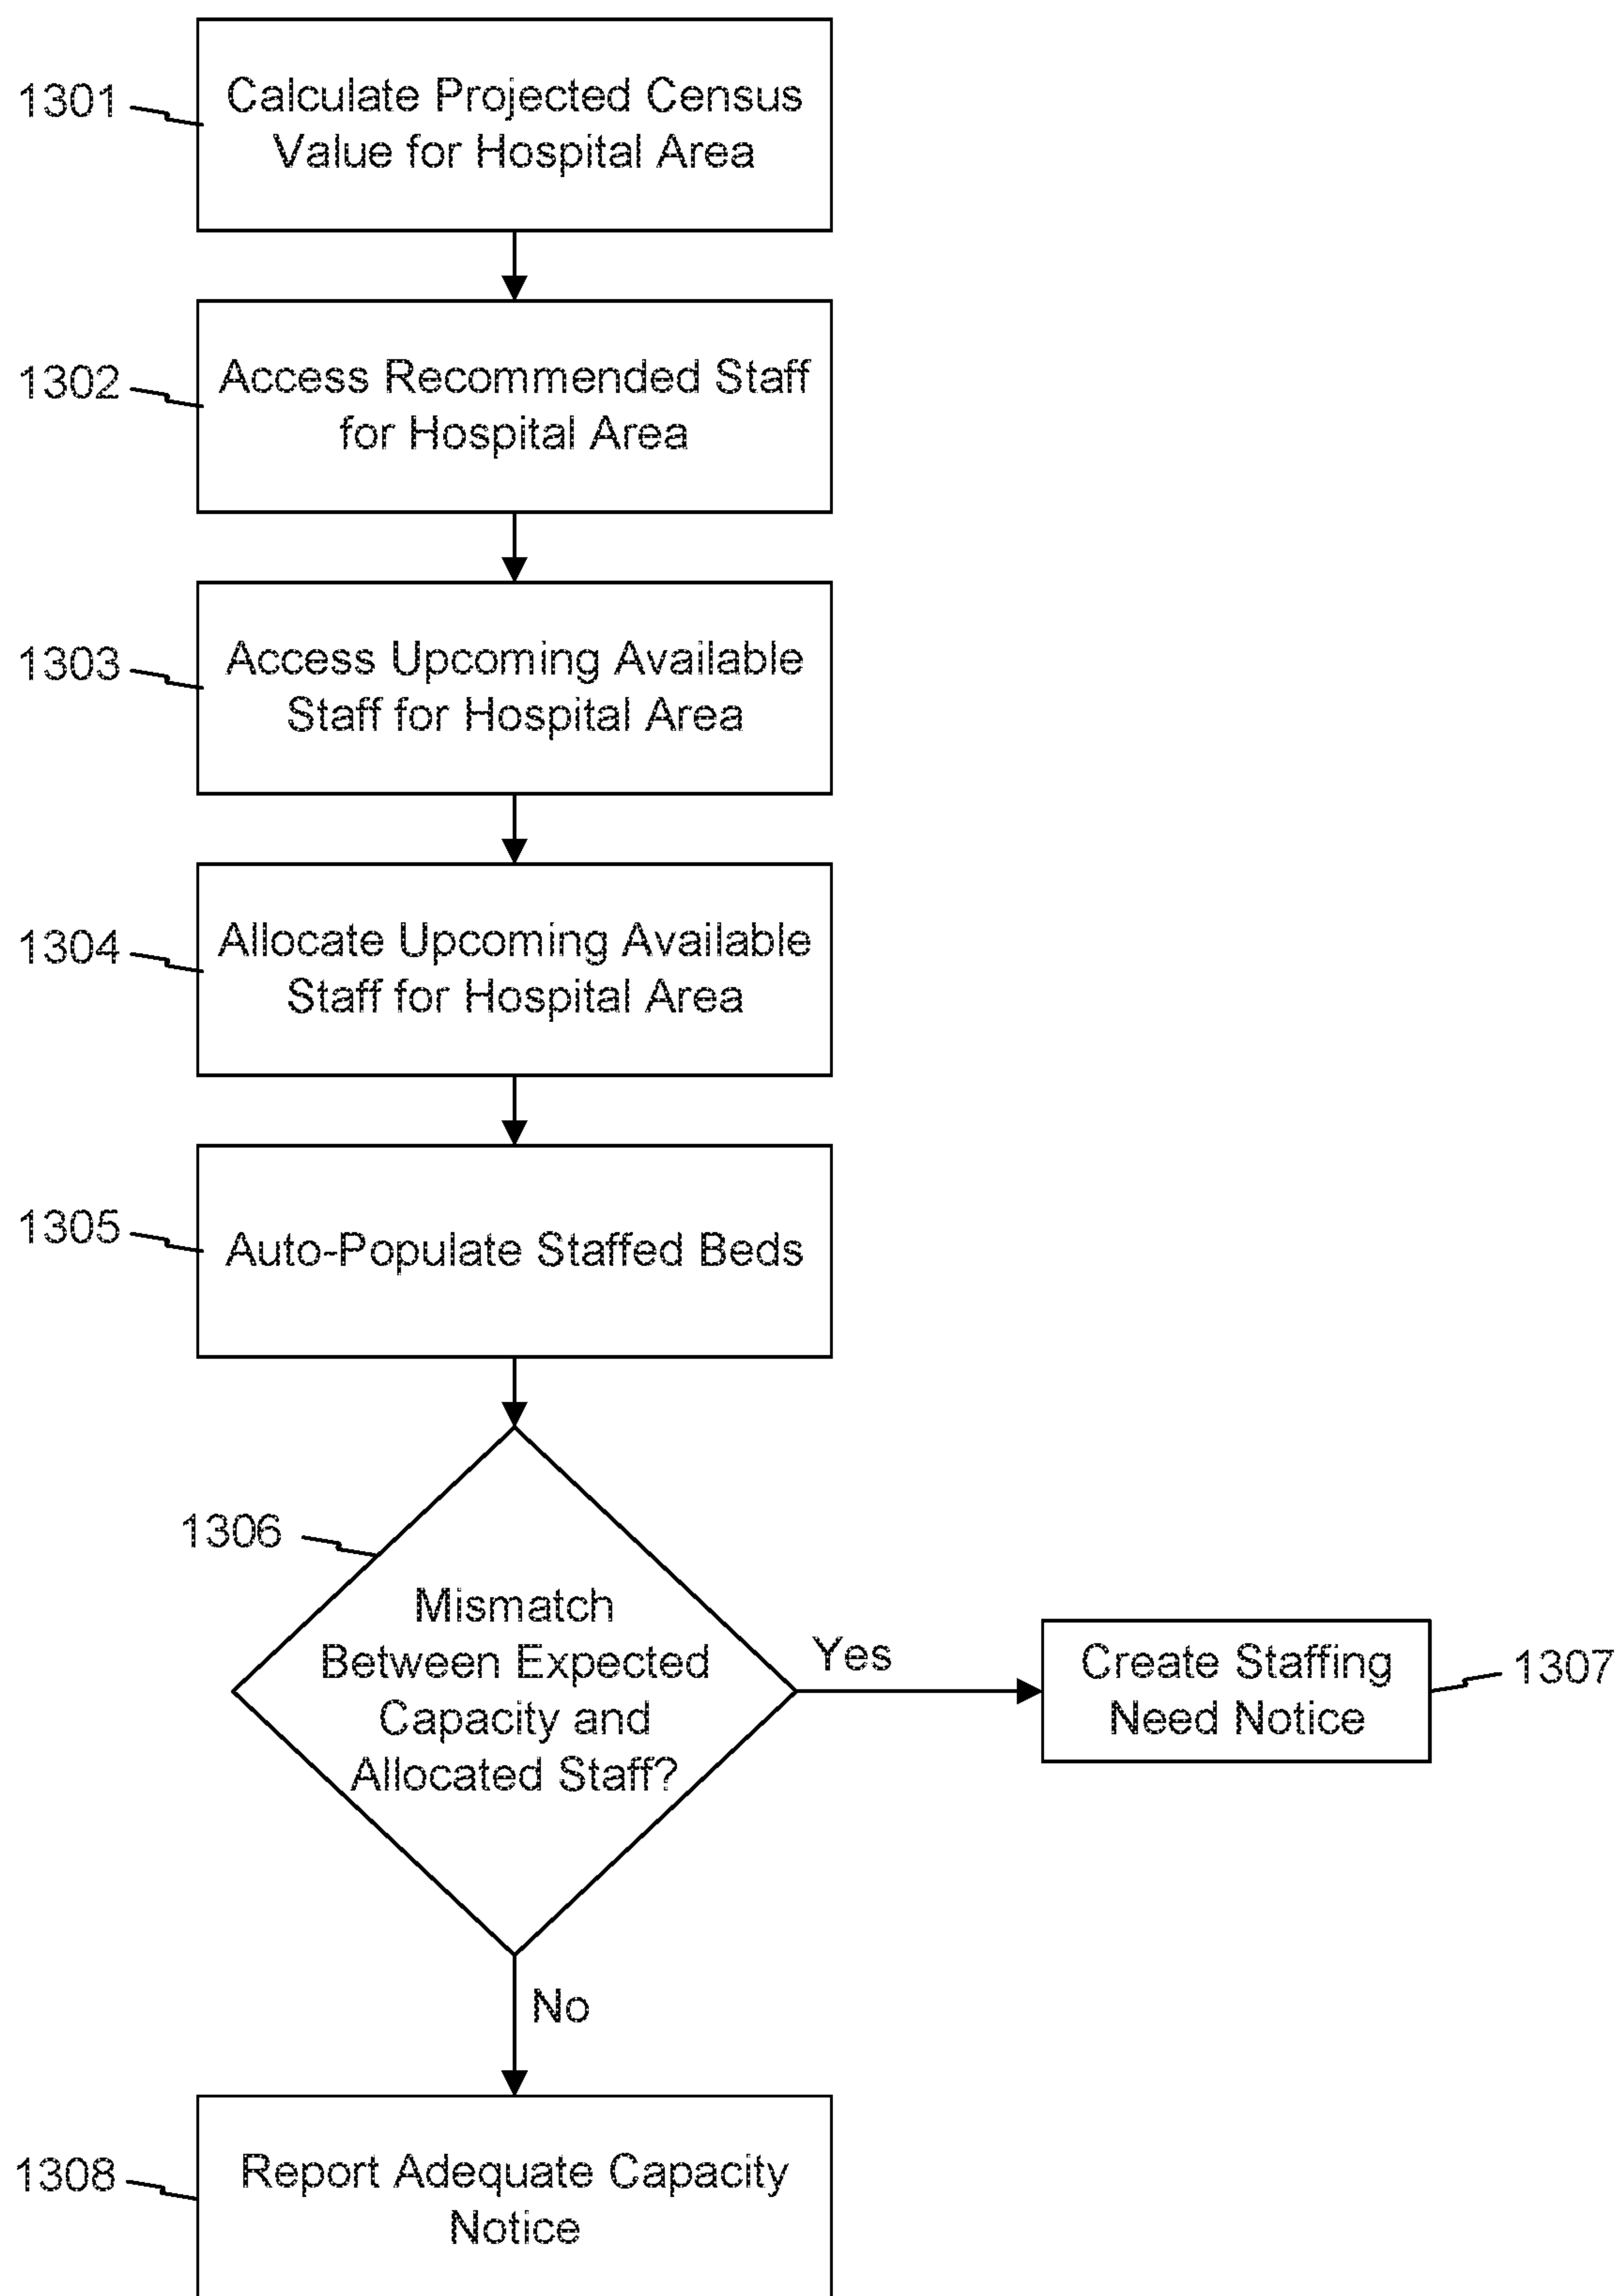 1301
Calculate Projected Census
Value for Hospital Area
1302
Access Recommended Staff
for Hospital Area
1303
Access Upcoming Available
Staff for Hospital Area
1304
Allocate Upcoming Available
Staff for Hospital Area
1305
Auto-Populate Staffed Beds
1306
Mismatch
Between Expected
Capacity and
Allocated Staff?
Yes
Create Staffing
Need Notice
1307
No
1308
Report Adequate Capacity
Notice